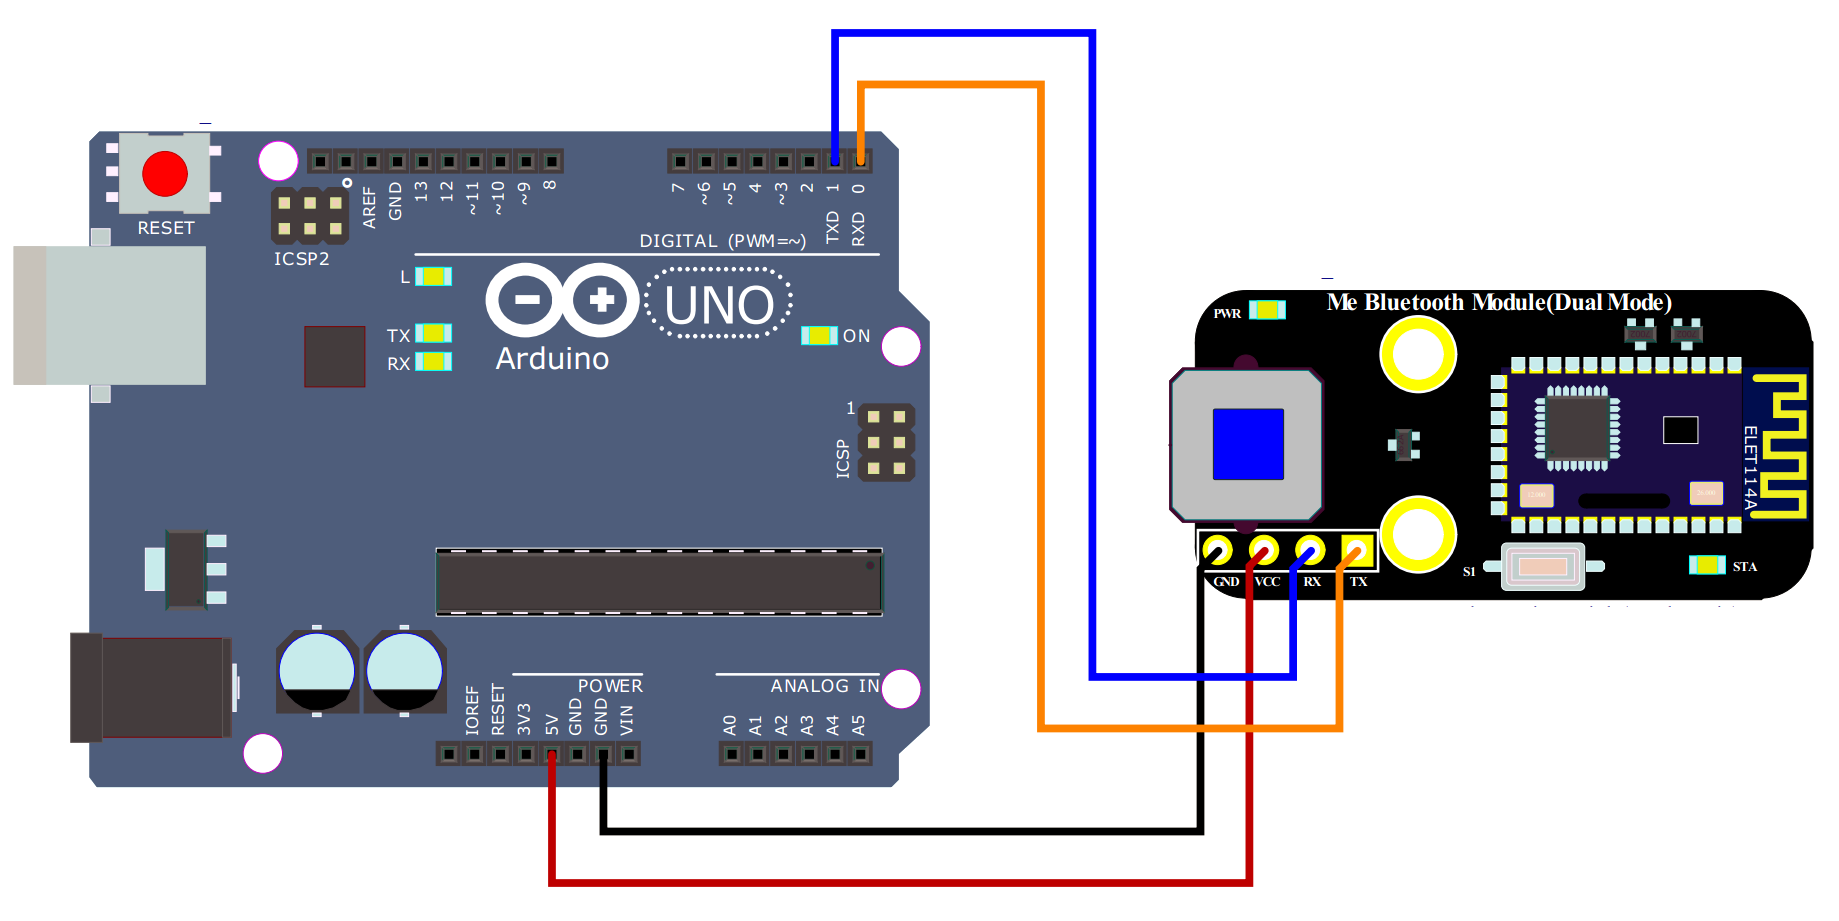 RESET
ICSP2
AREF
GND
13
12
~11
~10
~9
8
7
~6
~5
4
~3
2
1
0
TXD
RXD
DIGITAL (PWM=~)
L
TX
RX
UNO
Arduino
ON
1
ICSP
POWER
ANALOG IN
IOREF
RESET
3V3
5V
GND
GND
VIN
A0
A1
A2
A3
A4
A5
Me Bluetooth Module(Dual Mode)
PWR
ELET114A
GND
VCC
RX
TX
S1
STA